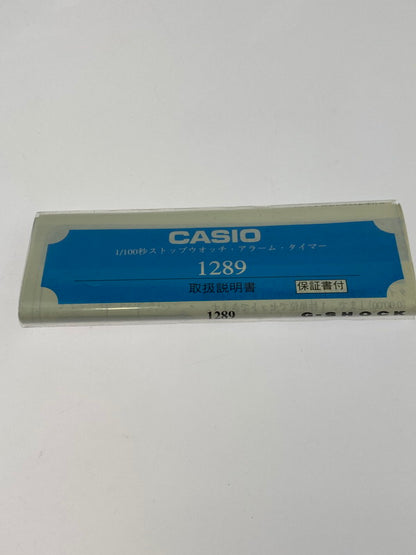 CASIO
1/100秒ストップウオッチ・アラーム・タイマー
1289
取扱説明書 保証書付
1289 G-SHOCK